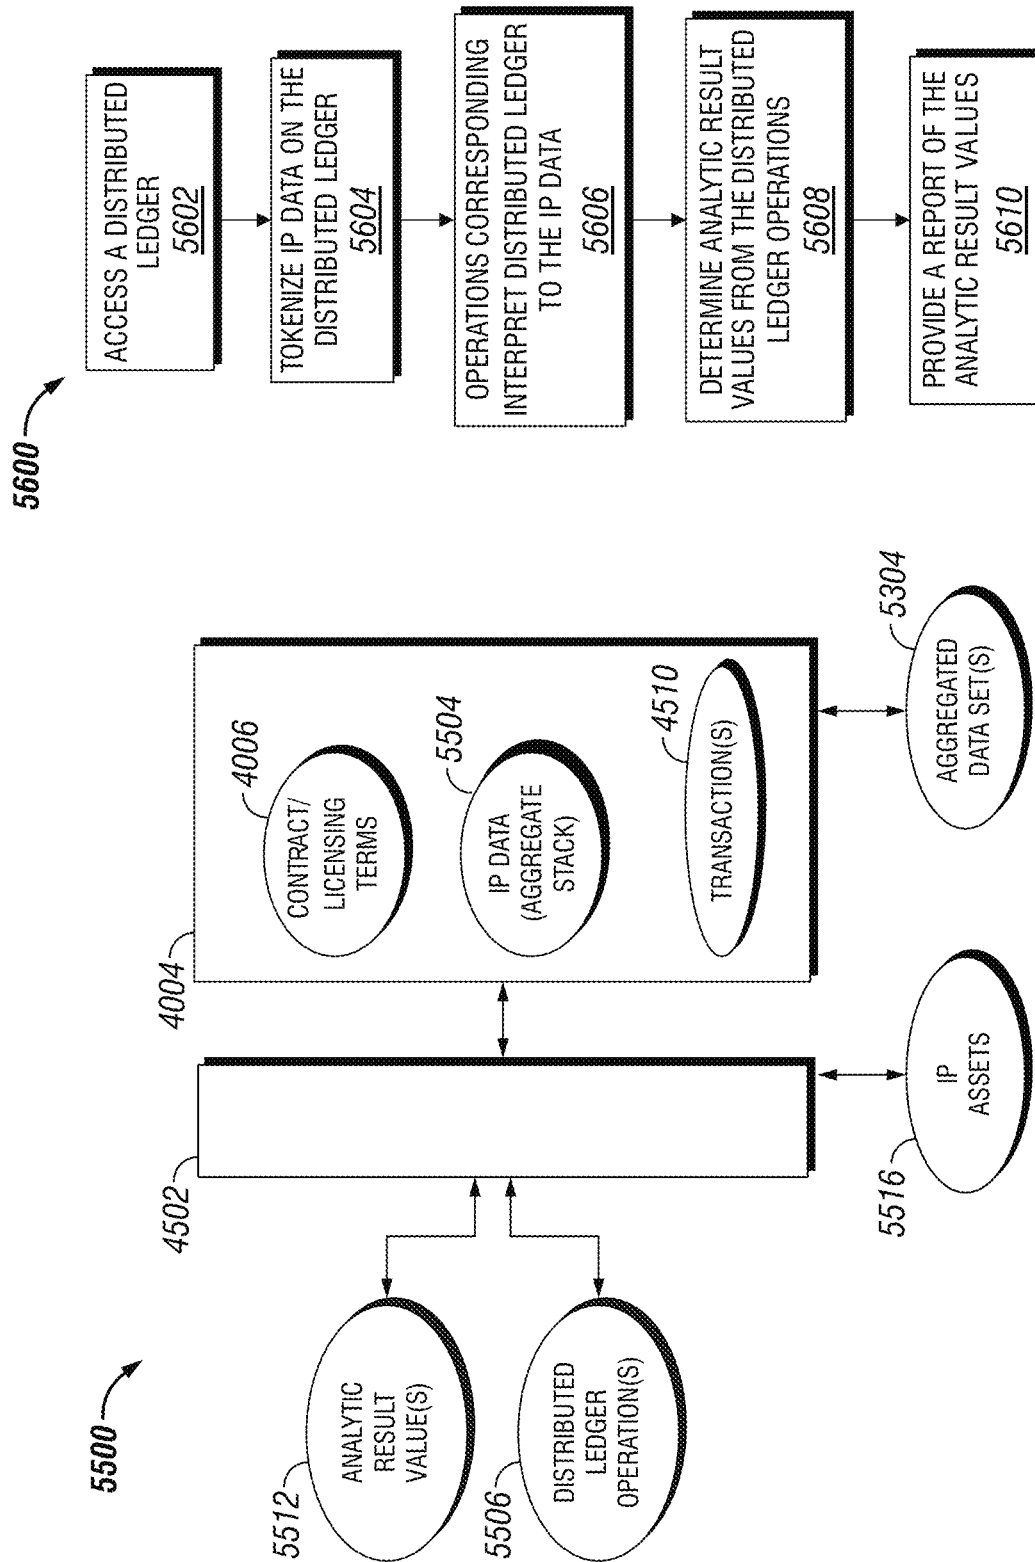 5500
5512
ANALYTIC
RESULT
VALUE(S)
5506
DISTRIBUTED
LEDGER
OPERATION(S)
4502
4004
4006
CONTRACT/
LICENSING
TERMS
5504
IP DATA
(AGGREGATE
STACK)
4510
TRANSACTION(S)
5516
IP
ASSETS
5304
AGGREGATED
DATA SET(S)
5600
ACCESS A DISTRIBUTED
LEDGER
5602
TOKENIZE IP DATA ON THE
DISTRIBUTED LEDGER
5604
OPERATIONS CORRESPONDING
INTERPRET DISTRIBUTED LEDGER
TO THE IP DATA
5606
DETERMINE ANALYTIC RESULT
VALUES FROM THE DISTRIBUTED
LEDGER OPERATIONS
5608
PROVIDE A REPORT OF THE
ANALYTIC RESULT VALUES
5610